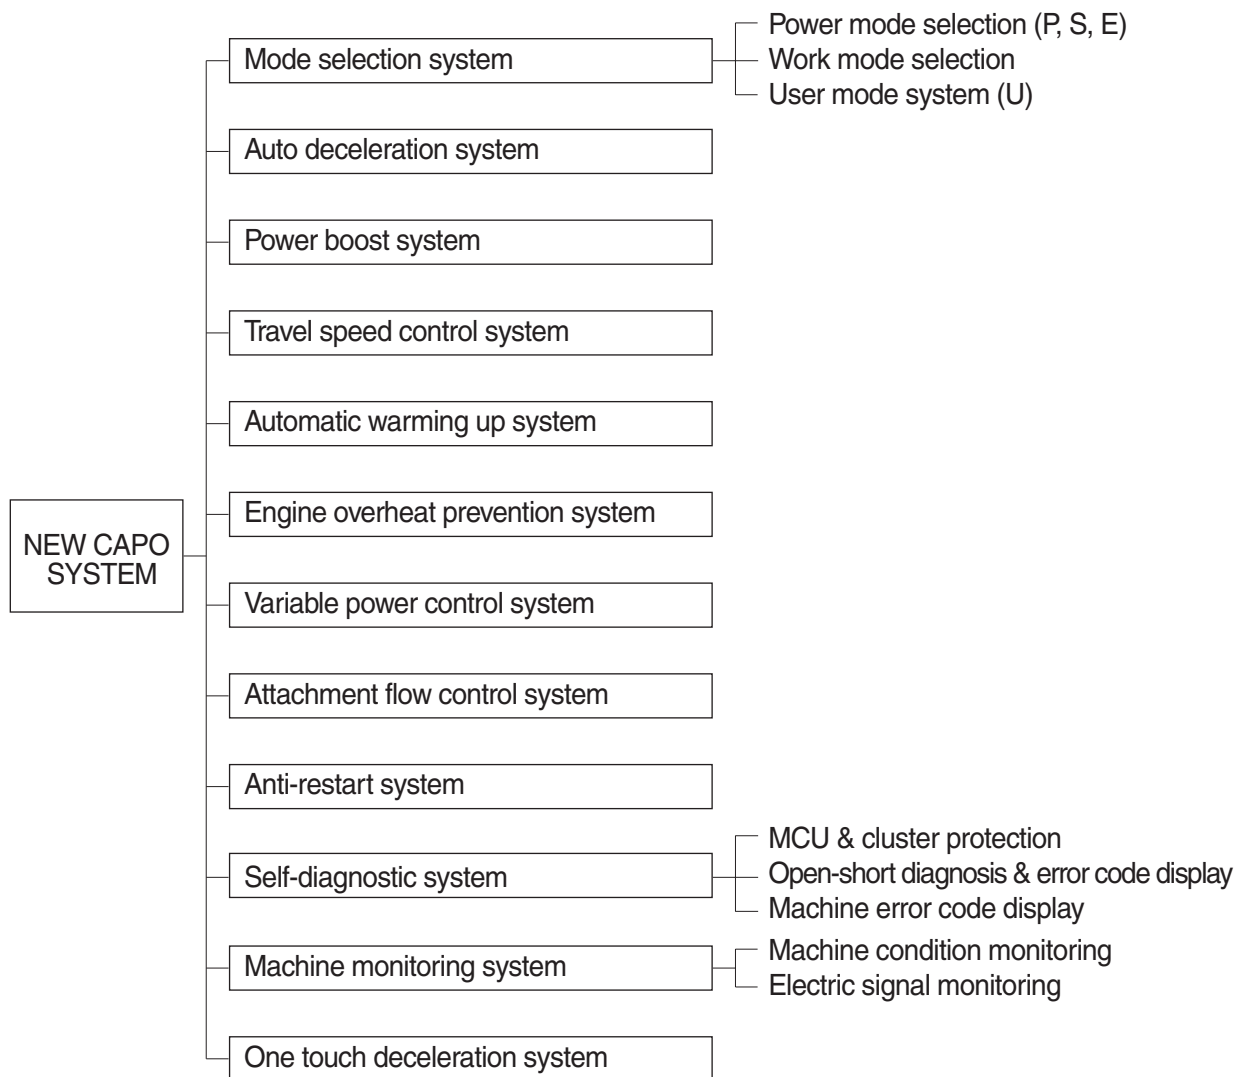 Power mode selection (P, S, E)
Mode selection system
Work mode selection
User mode system (U)
Auto deceleration system
Power boost system
Travel speed control system
Automatic warming up system
Engine overheat prevention system
NEW CAPO
SYSTEM
Variable power control system
Attachment flow control system
Anti-restart system
MCU & cluster protection
Self-diagnostic system
Open-short diagnosis & error code display
Machine error code display
Machine condition monitoring
Machine monitoring system
Electric signal monitoring
One touch deceleration system